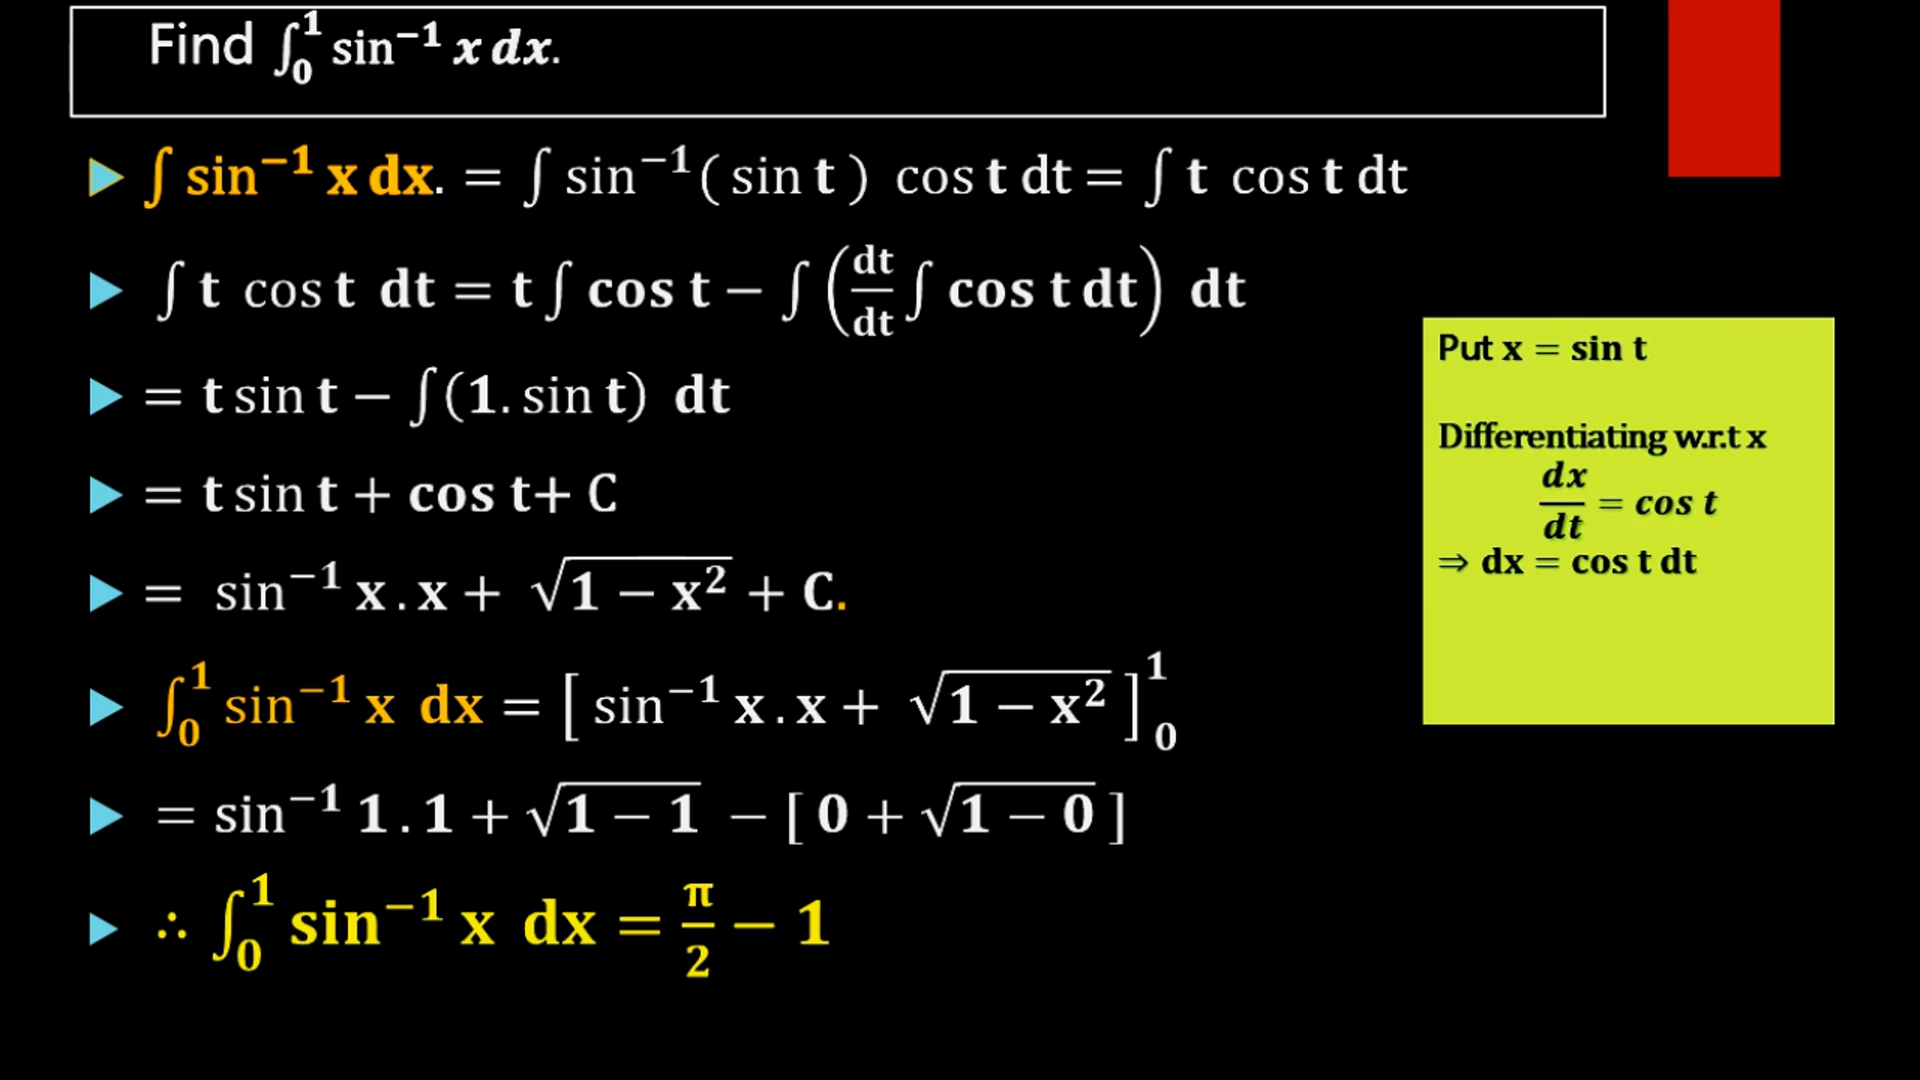 Find ∫₀¹ sin⁻¹ x dx.
∫ sin⁻¹ x dx. = ∫ sin⁻¹( sin t ) cos t dt = ∫ t cos t dt
∫ t cos t dt = t ∫ cos t − ∫ (dt/dt ∫ cos t dt) dt
= t sin t − ∫(1. sin t) dt
= t sin t + cos t+ C
= sin⁻¹ x . x + √(1 − x²) + C.
∫₀¹ sin⁻¹ x dx = [ sin⁻¹ x . x + √(1 − x²) ]₀¹
= sin⁻¹ 1 . 1 + √(1 − 1) − [ 0 + √(1 − 0) ]
∴ ∫₀¹ sin⁻¹ x dx = π/2 − 1
Put x = sin t
Differentiating w.r.t x
dx/dt = cos t
⇒ dx = cos t dt